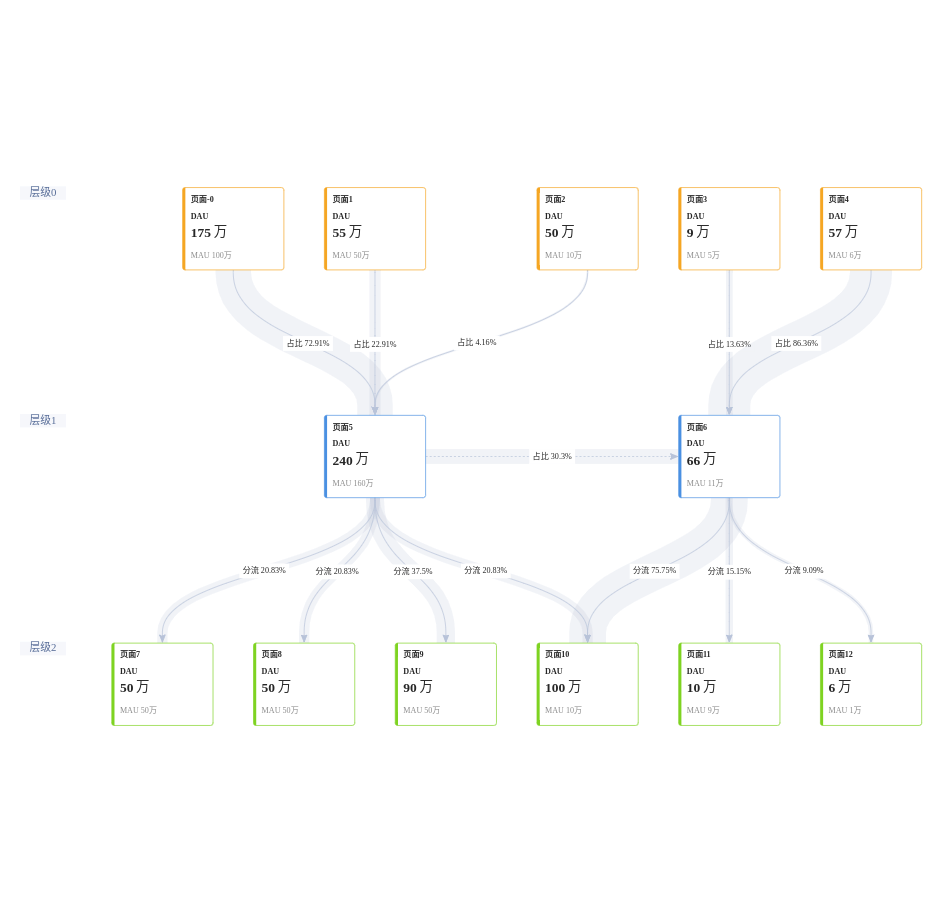 层级0
页面-0
DAU
175 万
MAU 100万
页面1
DAU
55 万
MAU 50万
页面2
DAU
50 万
MAU 10万
页面3
DAU
9 万
MAU 5万
页面4
DAU
57 万
MAU 6万
占比 72.91%
占比 22.91%
占比 4.16%
占比 13.63%
占比 86.36%
层级1
页面5
DAU
240 万
MAU 160万
占比 30.3%
页面6
DAU
66 万
MAU 11万
分流 20.83%
分流 20.83%
分流 37.5%
分流 20.83%
分流 75.75%
分流 15.15%
分流 9.09%
层级2
页面7
DAU
50 万
MAU 50万
页面8
DAU
50 万
MAU 50万
页面9
DAU
90 万
MAU 50万
页面10
DAU
100 万
MAU 10万
页面11
DAU
10 万
MAU 9万
页面12
DAU
6 万
MAU 1万